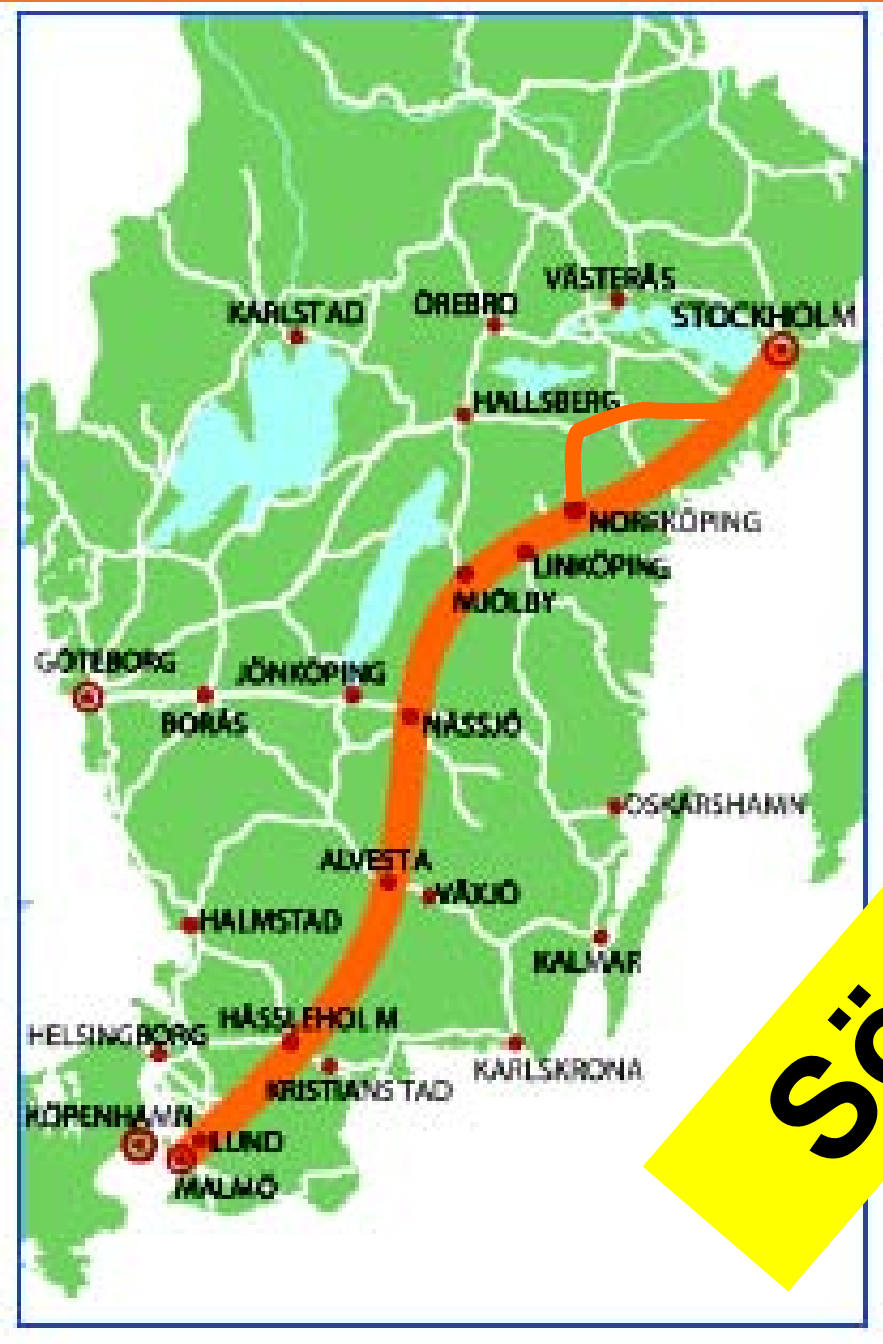 VÄSTERÅS
KARLSTAD
ÖREBRO
STOCKHOLM
HALLSBERG
NORRKÖPING
LINKÖPING
MJÖLBY
GÖTEBORG
JÖNKÖPING
BORÅS
NÄSSJÖ
OSKARSHAMN
ALVESTA
VÄXJÖ
HALMSTAD
KALMAR
HÄSSLEHOLM
HELSINGBORG
KARLSKRONA
KRISTIANSTAD
KÖPENHAMN
LUND
MALMÖ